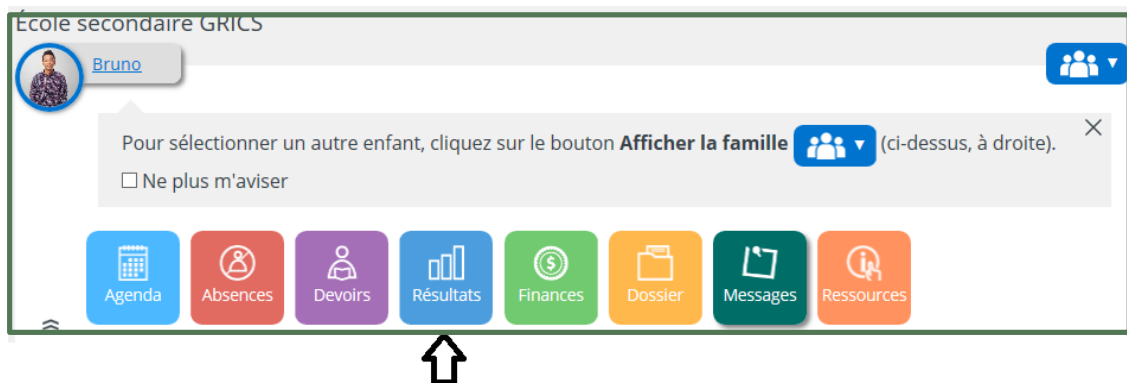 École secondaire GRICS
Bruno
Pour sélectionner un autre enfant, cliquez sur le bouton Afficher la famille (ci-dessus, à droite).
Ne plus m'aviser
Agenda Absences Devoirs Résultats Finances Dossier Messages Ressources